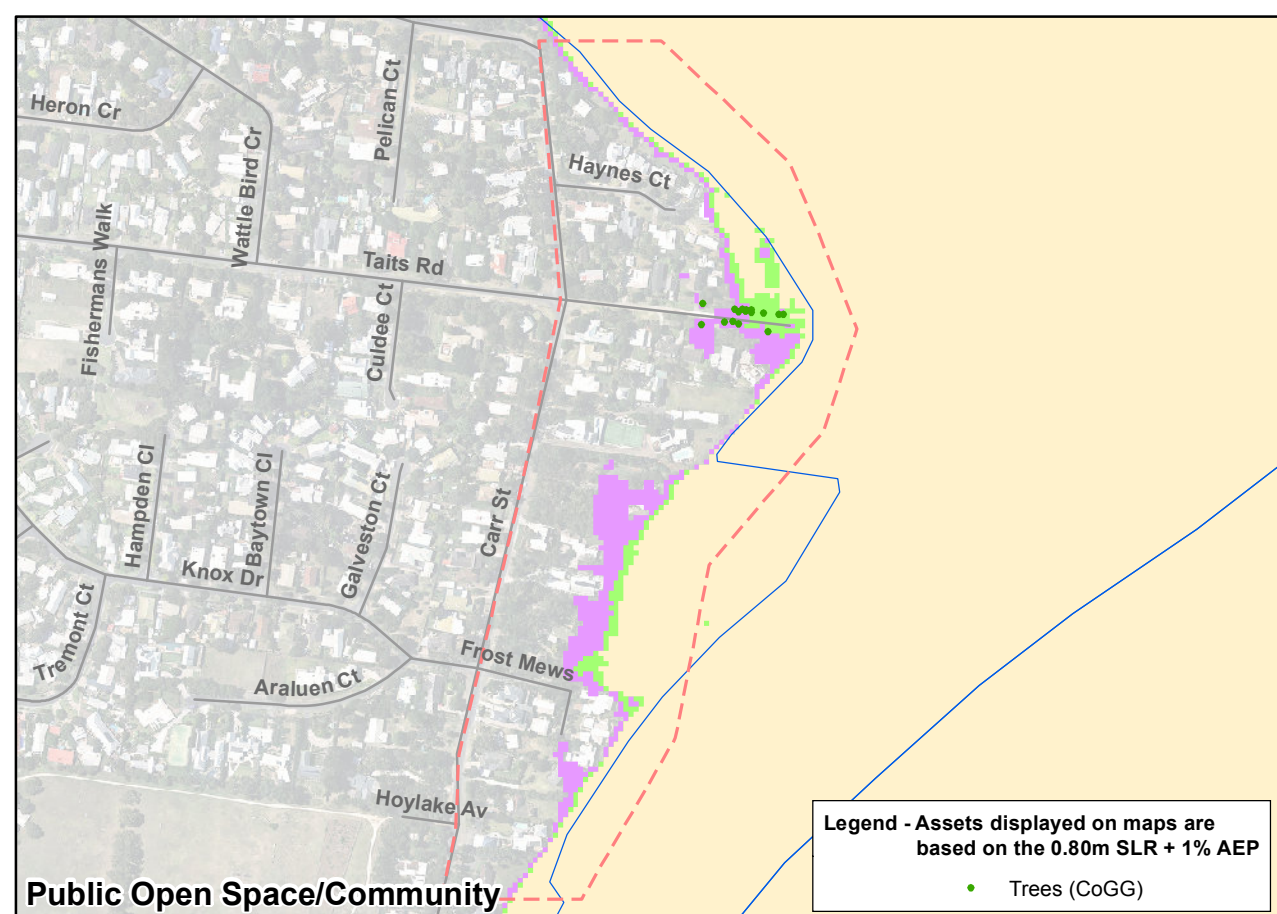 Heron Cr
Pelican Ct
Wattle Bird Cr
Haynes Ct
Fishermans Walk
Taits Rd
Culdee Ct
Hampden Cl
Baytown Cl
Galveston Ct
Carr St
Knox Dr
Tremont Ct
Frost Mews
Araluen Ct
Hoylake Av
Legend - Assets displayed on maps are
based on the 0.80m SLR + 1% AEP
Trees (CoGG)
Public Open Space/Community